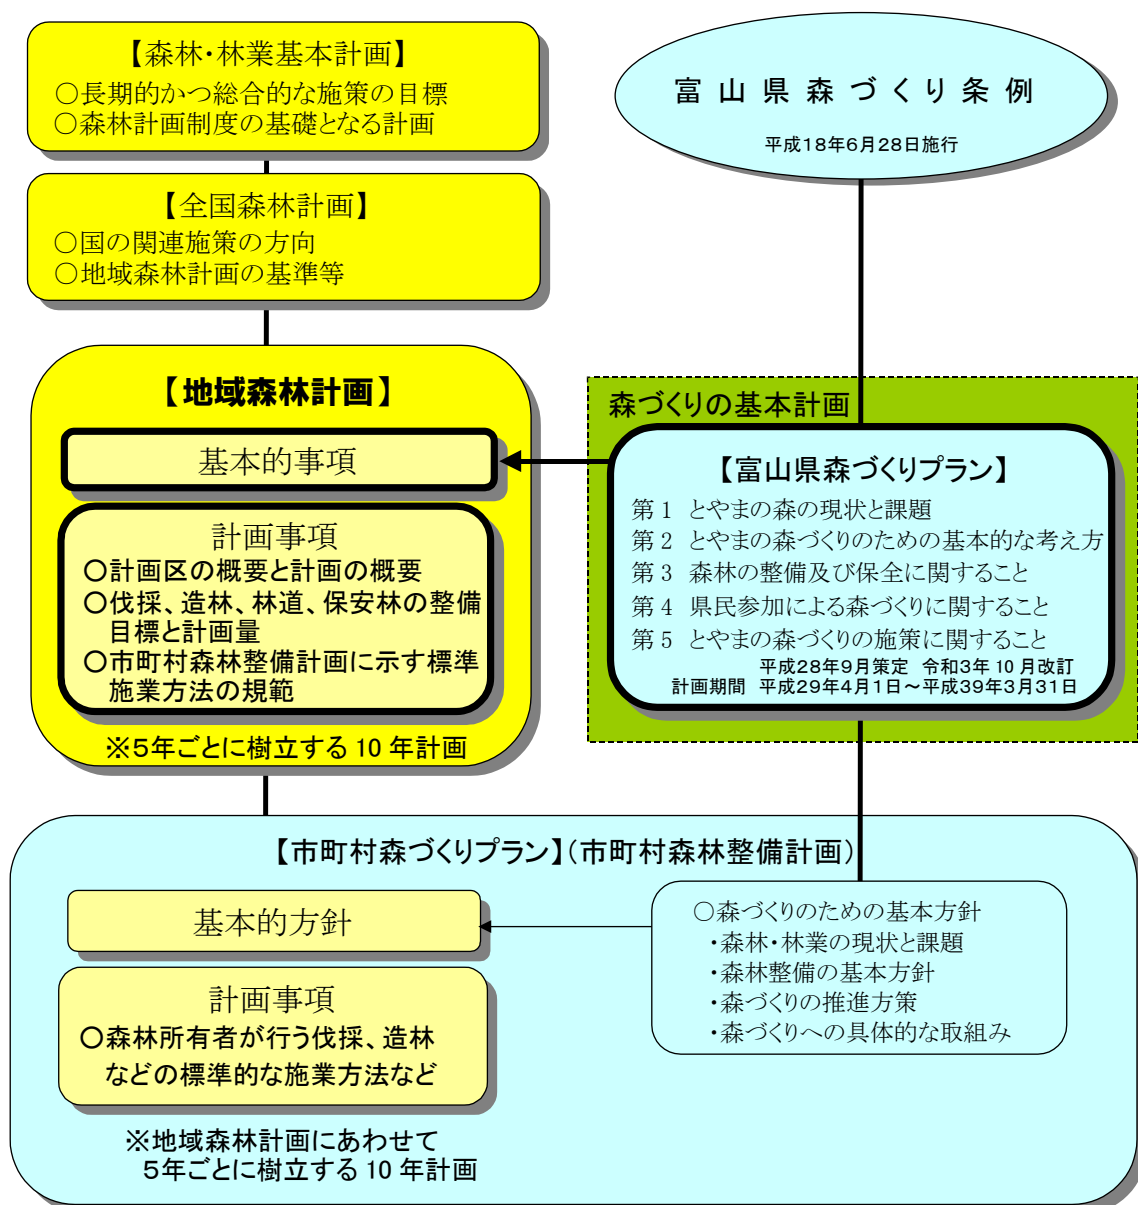 【森林・林業基本計画】
○長期的かつ総合的な施策の目標
○森林計画制度の基礎となる計画
【全国森林計画】
○国の関連施策の方向
○地域森林計画の基準等
【地域森林計画】
基本的事項
計画事項
○計画区の概要と計画の概要
○伐採、造林、林道、保安林の整備
目標と計画量
○市町村森林整備計画に示す標準
施業方法の規範
※5年ごとに樹立する 10 年計画
富山県森づくり条例
平成18年6月28日施行
森づくりの基本計画
【富山県森づくりプラン】
第 1 とやまの森の現状と課題
第 2 とやまの森づくりのための基本的な考え方
第 3 森林の整備及び保全に関すること
第 4 県民参加による森づくりに関すること
第 5 とやまの森づくりの施策に関すること
平成28年9月策定 令和3年 10 月改訂
計画期間 平成29年4月1日~平成39年3月31日
【市町村森づくりプラン】(市町村森林整備計画)
基本的方針
計画事項
○森林所有者が行う伐採、造林
などの標準的な施業方法など
※地域森林計画にあわせて
5年ごとに樹立する 10 年計画
○森づくりのための基本方針
・森林・林業の現状と課題
・森林整備の基本方針
・森づくりの推進方策
・森づくりへの具体的な取組み